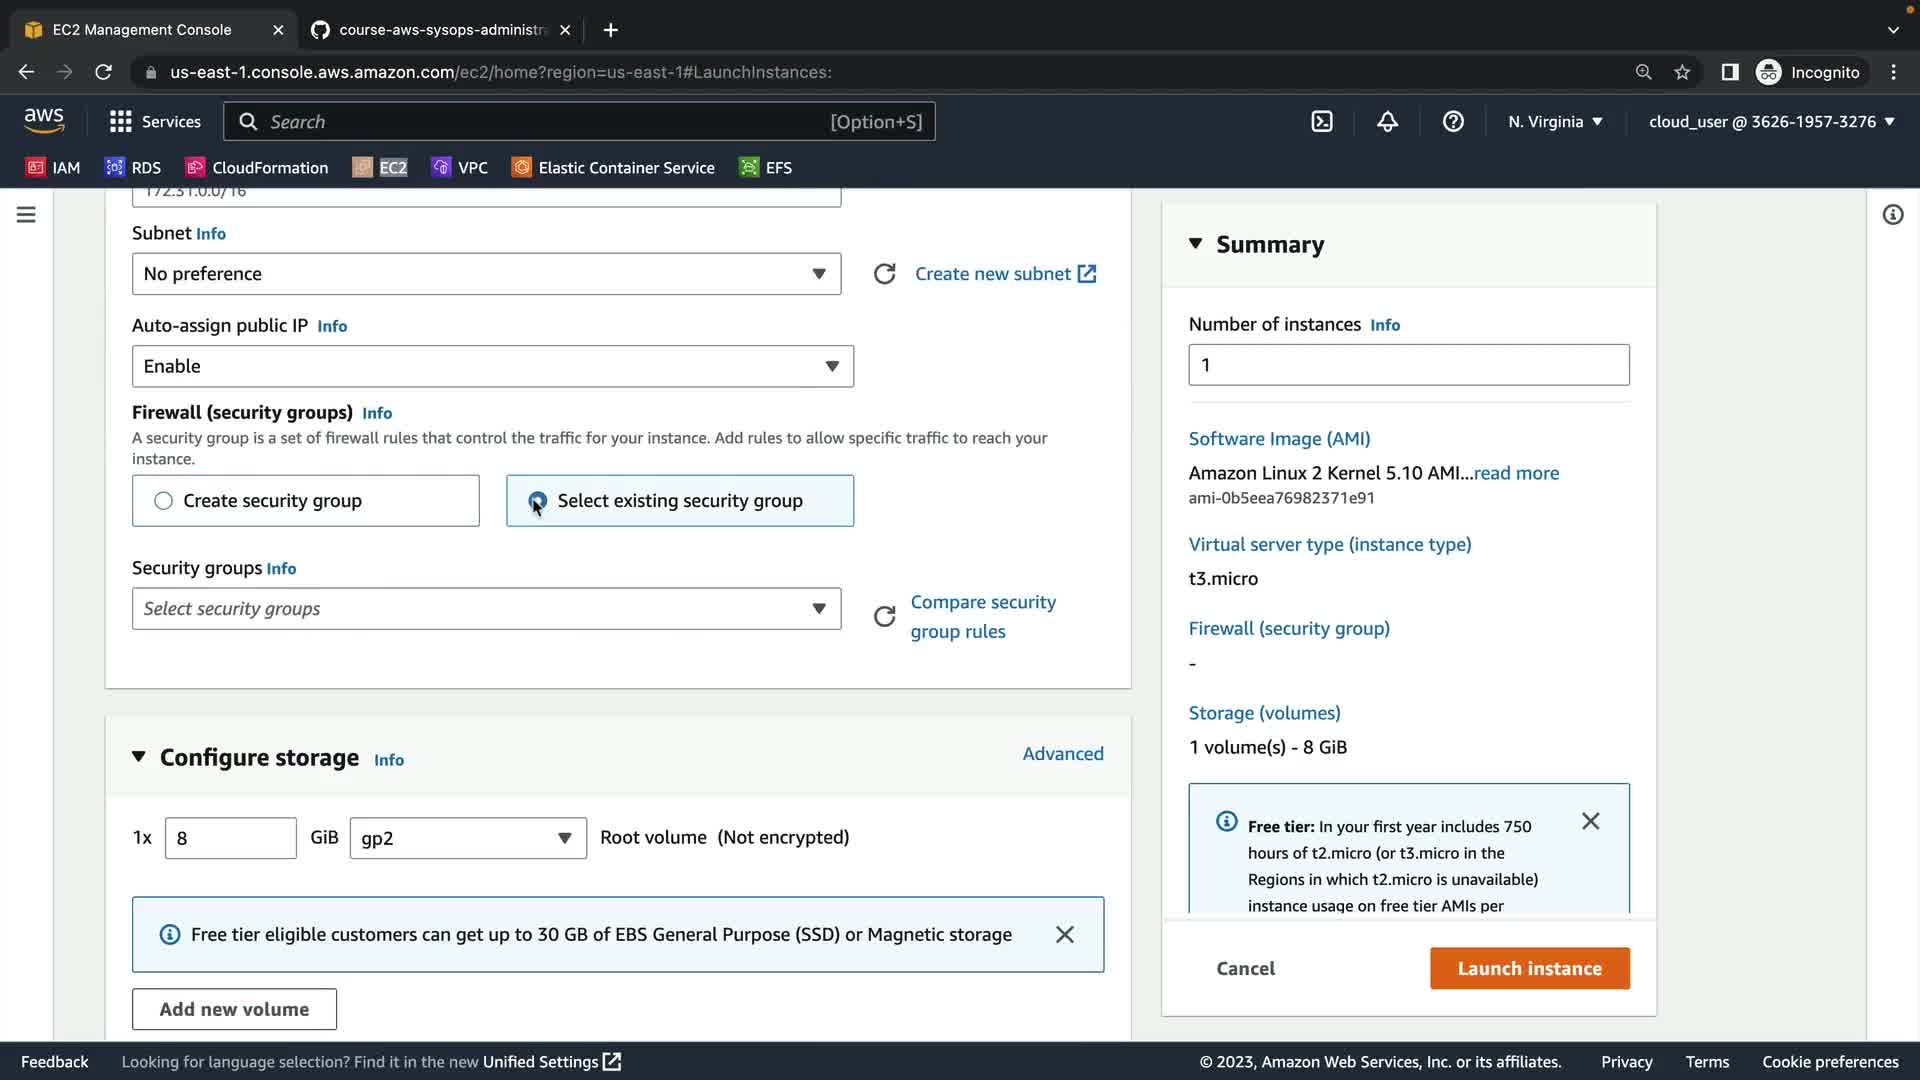 EC2 Management Console
course-aws-sysops-administr
us-east-1.console.aws.amazon.com/ec2/home?region=us-east-1#LaunchInstances:
Incognito
aws
Services
Search
[Option+S]
N. Virginia
cloud_user @ 3626-1957-3276
IAM
RDS
CloudFormation
EC2
VPC
Elastic Container Service
EFS
172.31.0.0/16
Subnet Info
No preference
Create new subnet
Auto-assign public IP Info
Enable
Firewall (security groups) Info
A security group is a set of firewall rules that control the traffic for your instance. Add rules to allow specific traffic to reach your
instance.
Create security group
Select existing security group
Security groups Info
Select security groups
Compare security
group rules
Configure storage Info
Advanced
1x
8
GiB
gp2
Root volume (Not encrypted)
Free tier eligible customers can get up to 30 GB of EBS General Purpose (SSD) or Magnetic storage
Add new volume
Summary
Number of instances Info
1
Software Image (AMI)
Amazon Linux 2 Kernel 5.10 AMI...read more
ami-0b5eea76982371e91
Virtual server type (instance type)
t3.micro
Firewall (security group)
-
Storage (volumes)
1 volume(s) - 8 GiB
Free tier: In your first year includes 750
hours of t2.micro (or t3.micro in the
Regions in which t2.micro is unavailable)
instance usage on free tier AMIs per
Cancel
Launch instance
Feedback
Looking for language selection? Find it in the new Unified Settings
© 2023, Amazon Web Services, Inc. or its affiliates.
Privacy
Terms
Cookie preferences